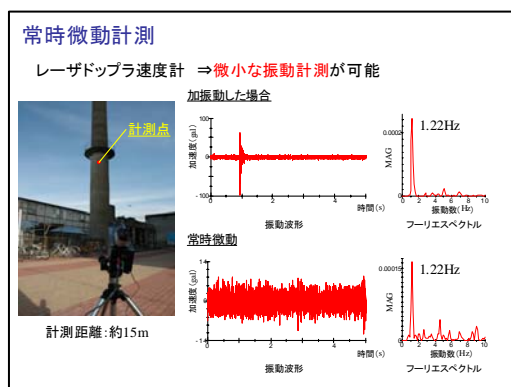 常時微動計測
レーザドップラ速度計 ⇒微小な振動計測が可能
計測点
計測距離:約15m
加振動した場合
加速度(gal)
100
0
-100
0 1 2 3 4 5
時間(s)
振動波形
MAG
0.0002
1.22Hz
0 2 4 6 8 10
振動数(Hz)
フーリエスペクトル
常時微動
加速度(gal)
14
0
-14
0 1 2 3 4 5
時間(s)
振動波形
MAG
0.00015
1.22Hz
0 2 4 6 8 10
振動数(Hz)
フーリエスペクトル